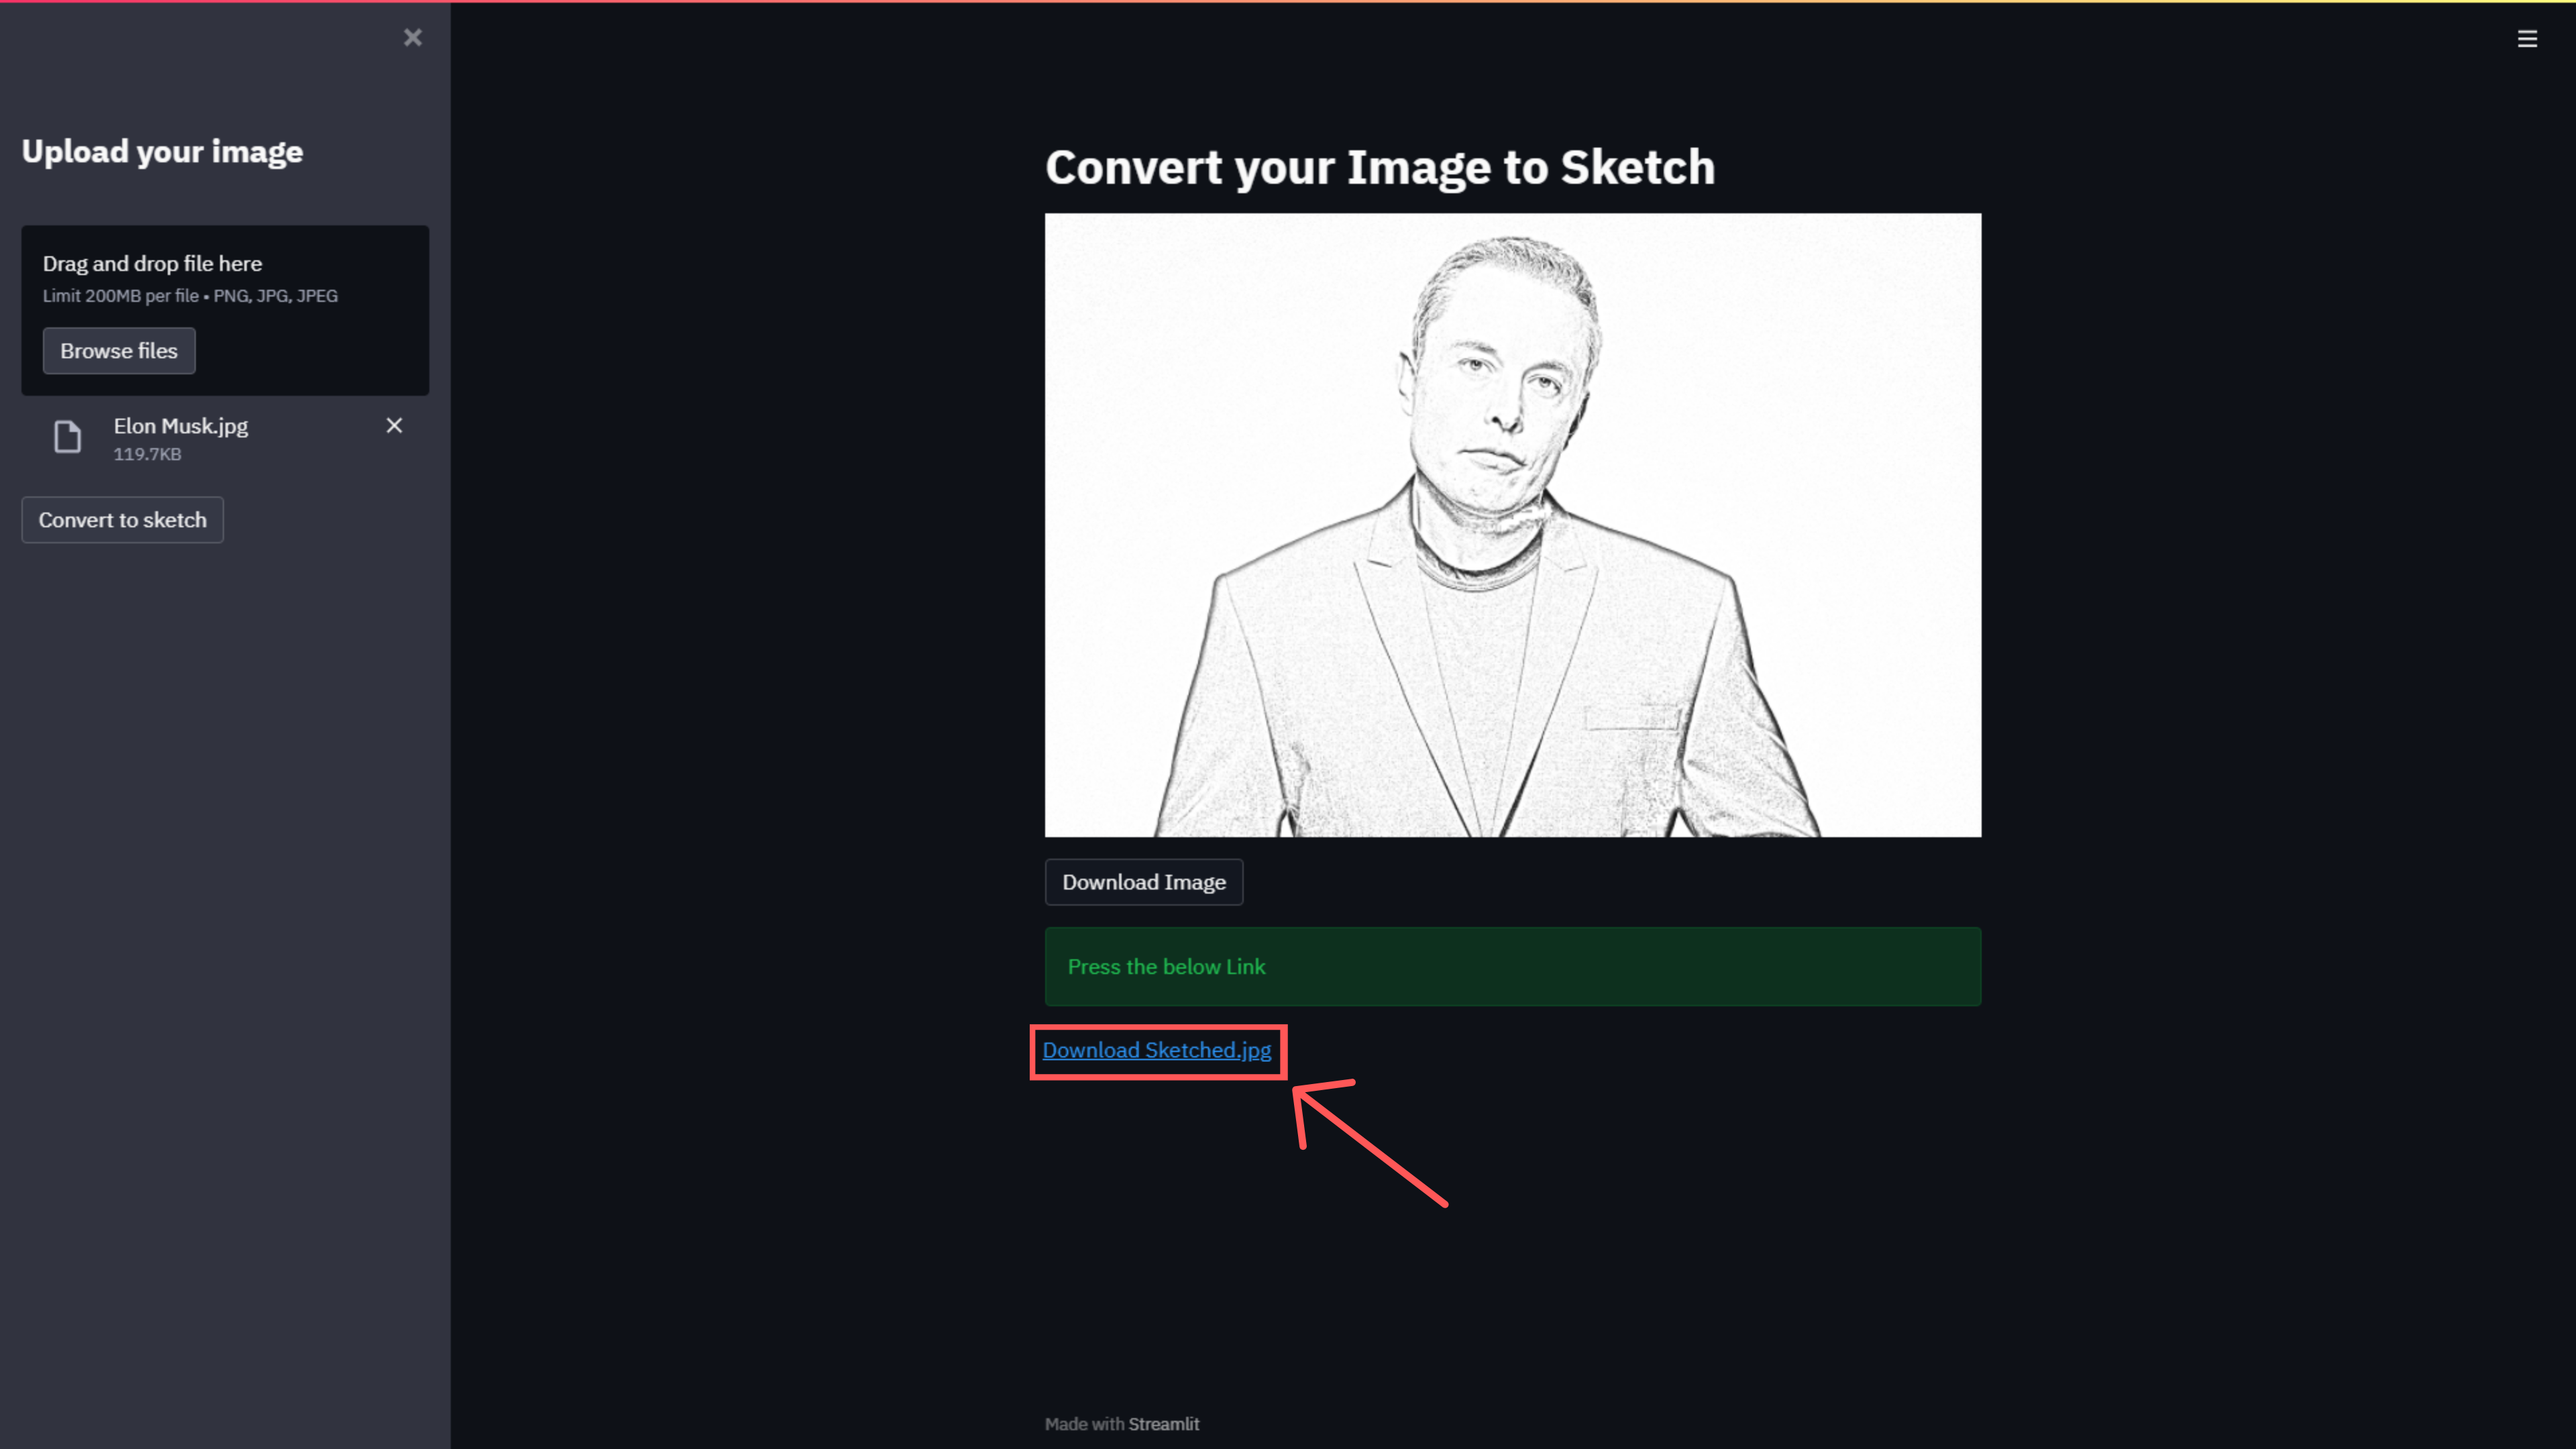 Upload your image
Drag and drop file here
Limit 200MB per file • PNG, JPG, JPEG
Browse files
Elon Musk.jpg
119.7KB
Convert to sketch
Convert your Image to Sketch
Download Image
Press the below Link
Download Sketched.jpg
Made with Streamlit